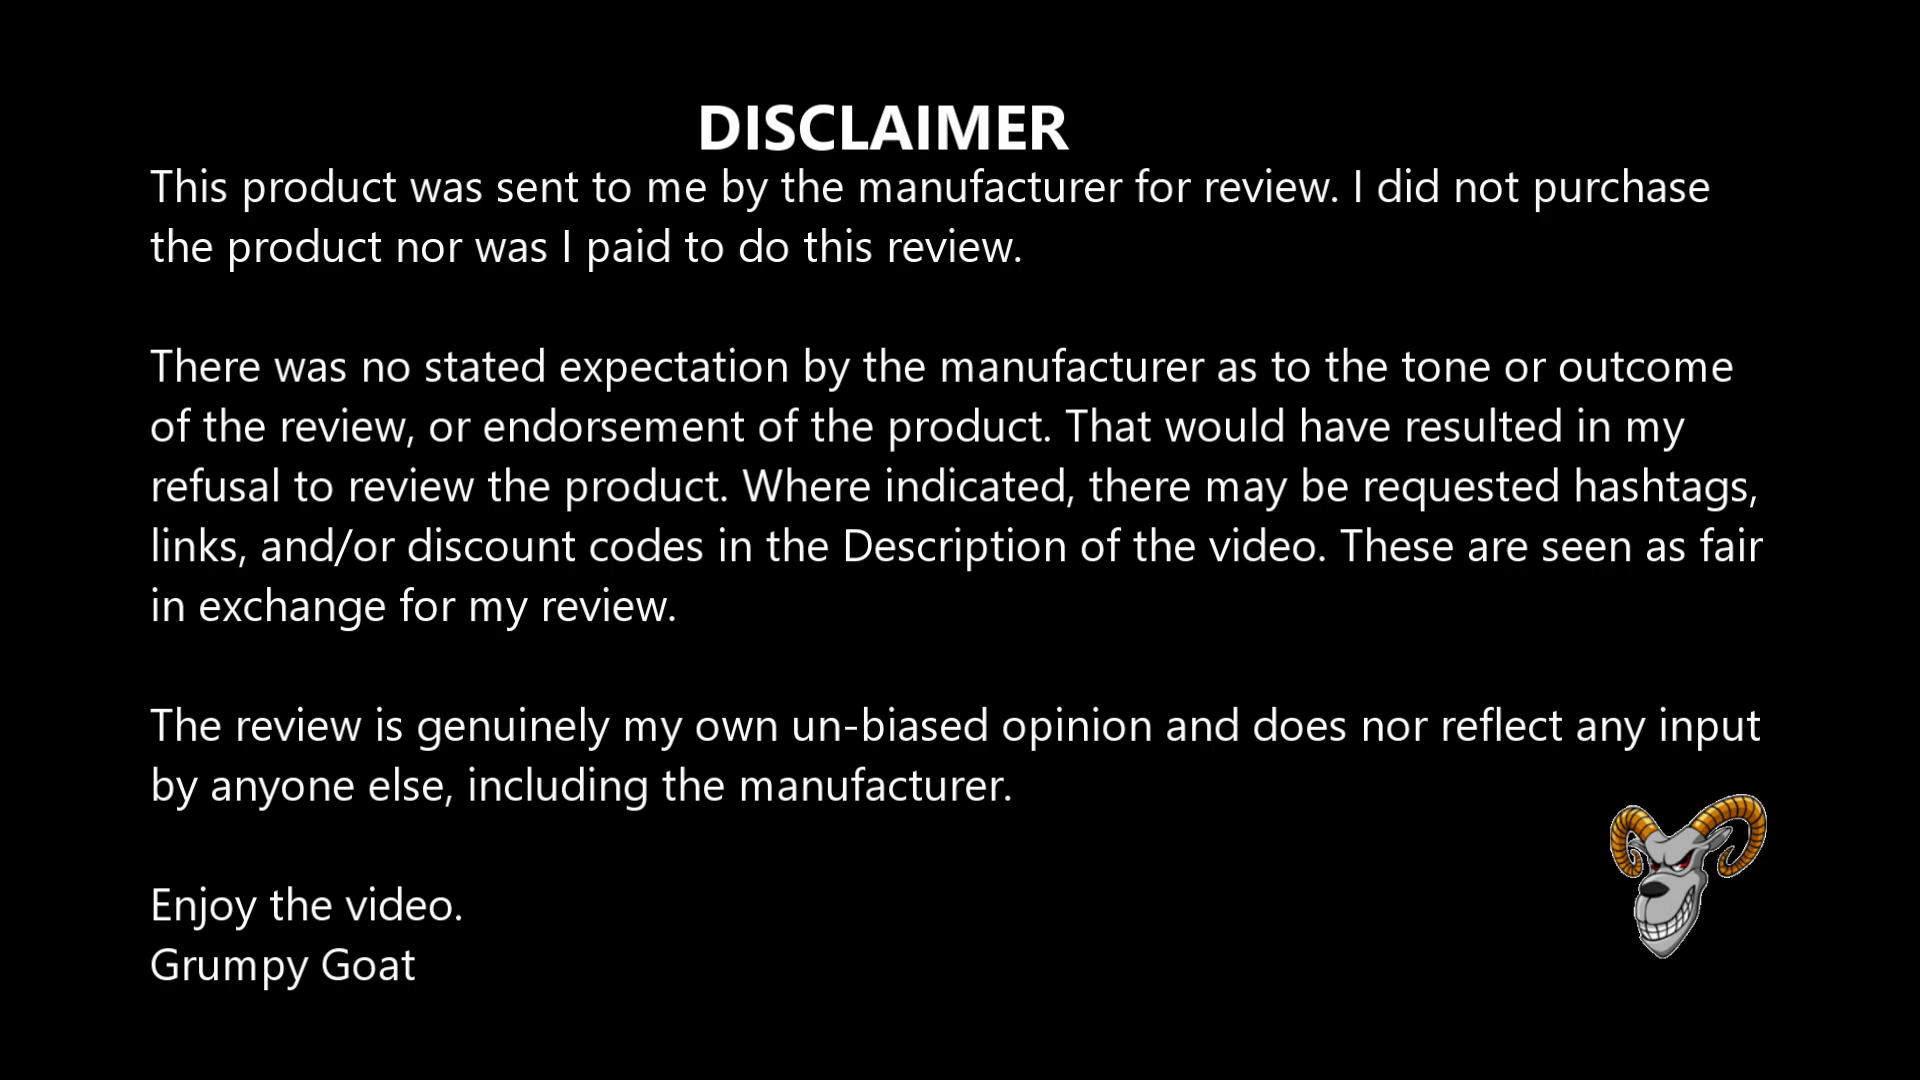 DISCLAIMER
This product was sent to me by the manufacturer for review. I did not purchase
the product nor was I paid to do this review.
There was no stated expectation by the manufacturer as to the tone or outcome
of the review, or endorsement of the product. That would have resulted in my
refusal to review the product. Where indicated, there may be requested hashtags,
links, and/or discount codes in the Description of the video. These are seen as fair
in exchange for my review.
The review is genuinely my own un-biased opinion and does nor reflect any input
by anyone else, including the manufacturer.
Enjoy the video.
Grumpy Goat